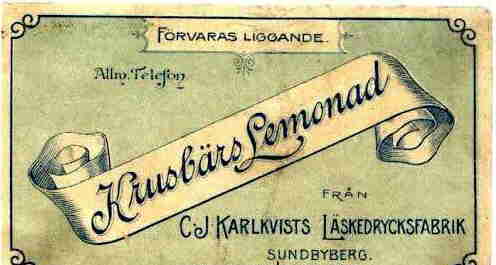 FÖRVARAS LIGGANDE.
Allm. Telefon
Krusbärs Lemonad
FRÅN
C.J. KARLKVISTS LÄSKEDRYCKSFABRIK
SUNDBYBERG.